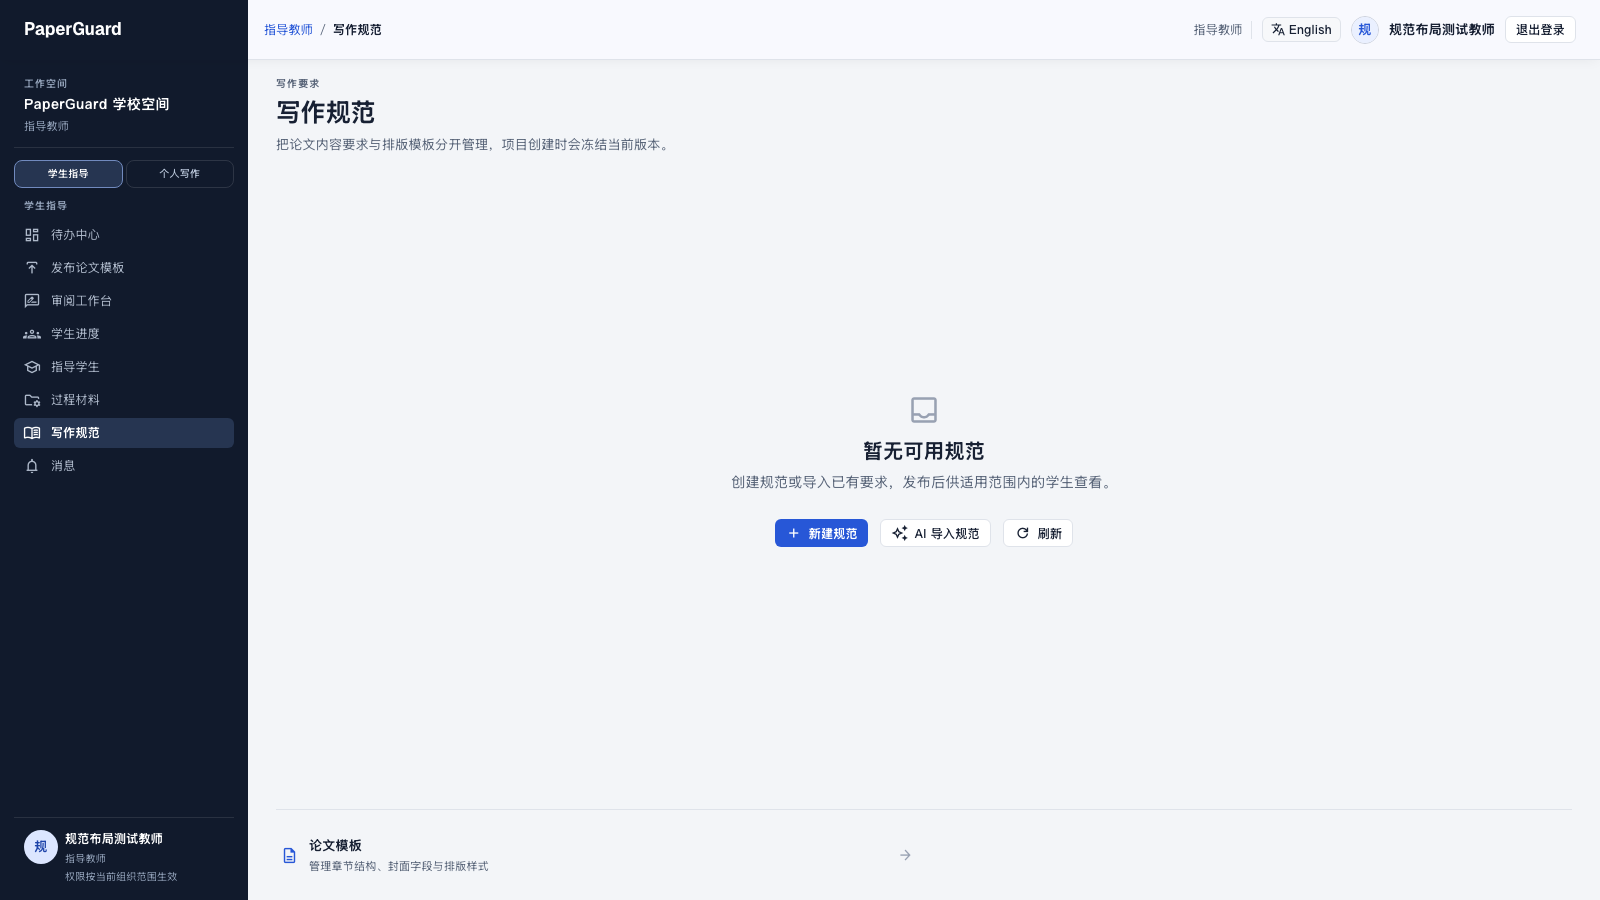 PaperGuard
工作空间
PaperGuard 学校空间
指导教师
学生指导
个人写作
学生指导
待办中心
发布论文模板
审阅工作台
学生进度
指导学生
过程材料
写作规范
消息
规
规范布局测试教师
指导教师
权限按当前组织范围生效
指导教师 / 写作规范
指导教师
English
规
规范布局测试教师
退出登录
写作要求
写作规范
把论文内容要求与排版模板分开管理，项目创建时会冻结当前版本。
暂无可用规范
创建规范或导入已有要求，发布后供适用范围内的学生查看。
新建规范
AI 导入规范
刷新
论文模板
管理章节结构、封面字段与排版样式